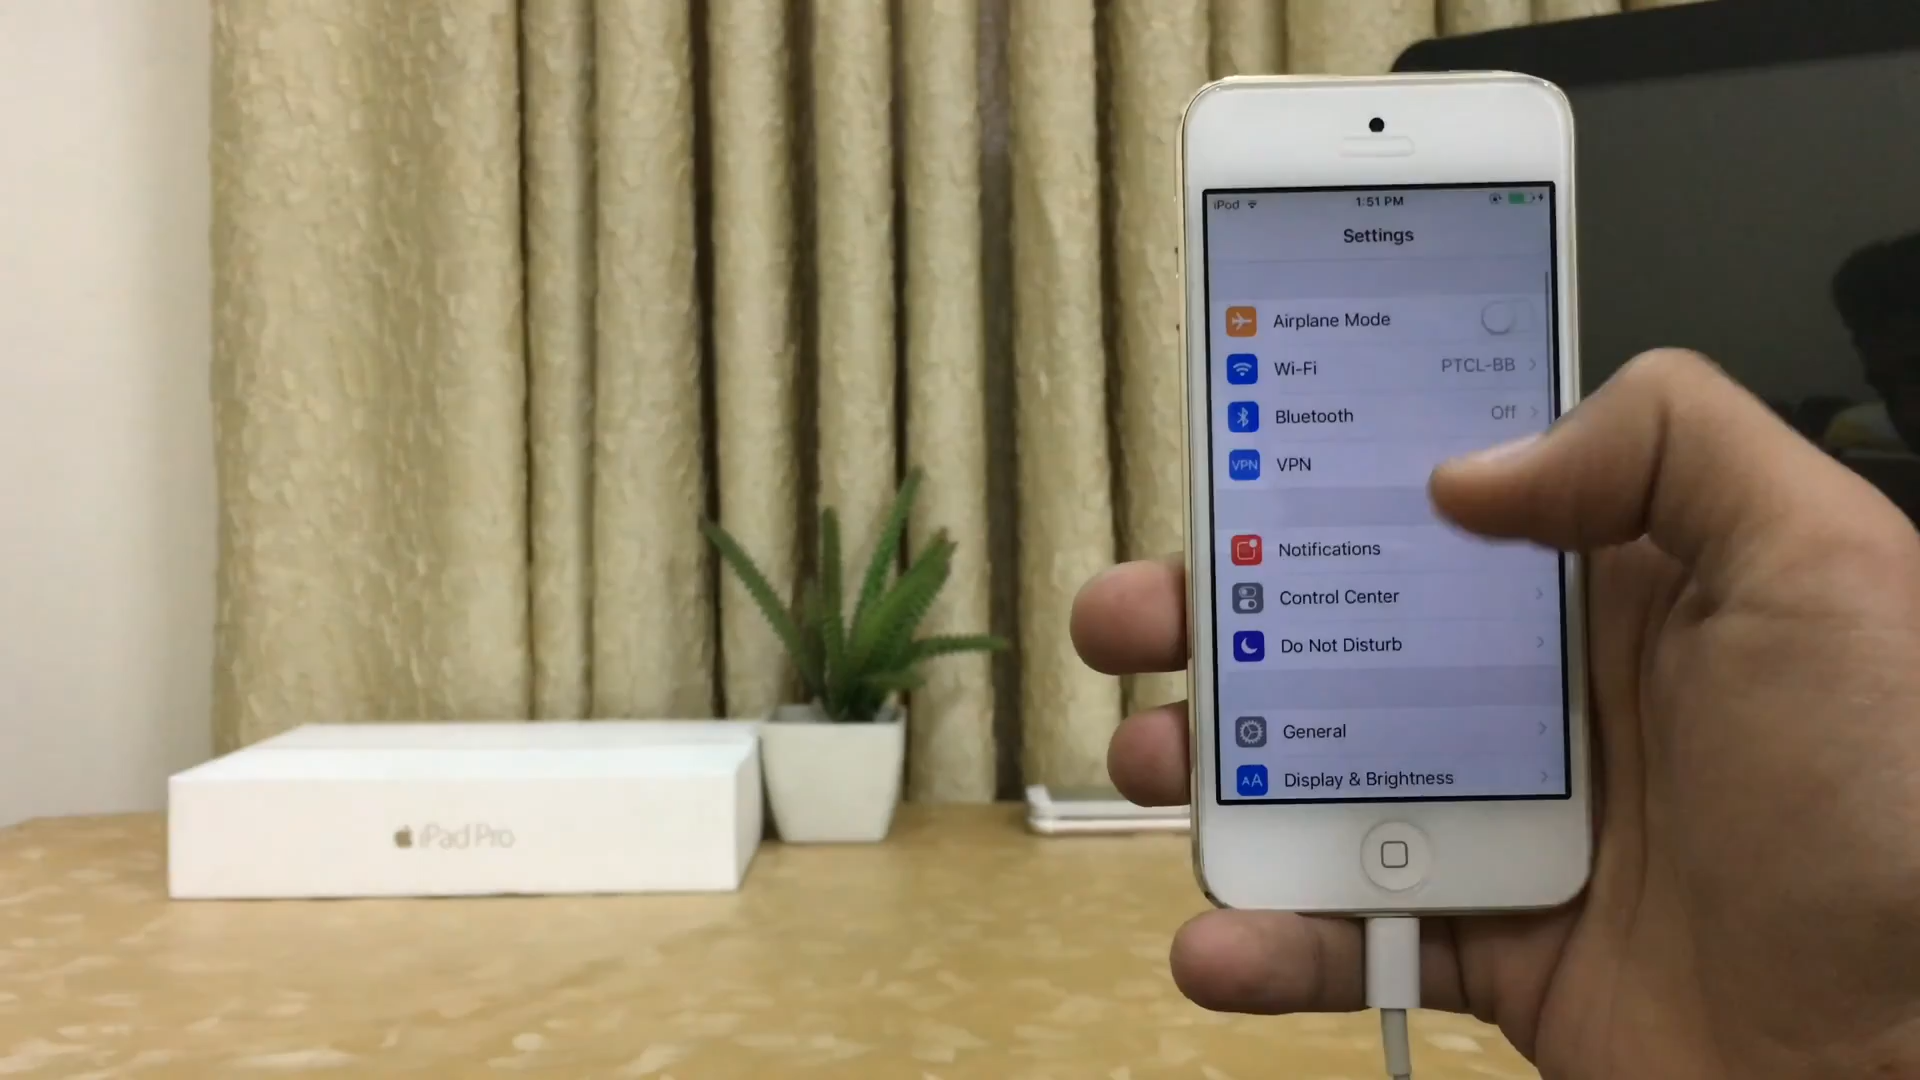 iPod
1:51 PM
Settings
Airplane Mode
Wi-Fi
PTCL-BB
Bluetooth
Off
VPN
VPN
Notifications
Control Center
Do Not Disturb
General
AA
Display & Brightness
iPad Pro